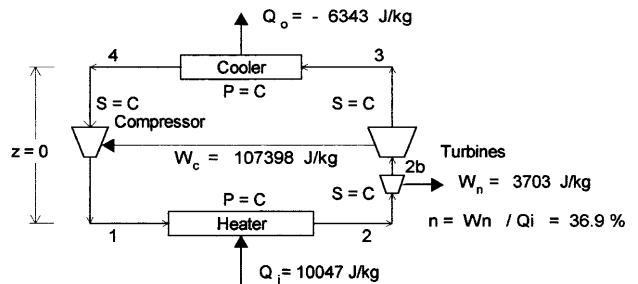 Q o = - 6343 J/kg
4
Cooler
3
P = C
S = C
S = C
Compressor
z = 0
W c = 107398 J/kg
2b
Turbines
W n = 3703 J/kg
S = C
P = C
n = Wn / Qi = 36.9 %
1
Heater
2
Q i = 10047 J/kg